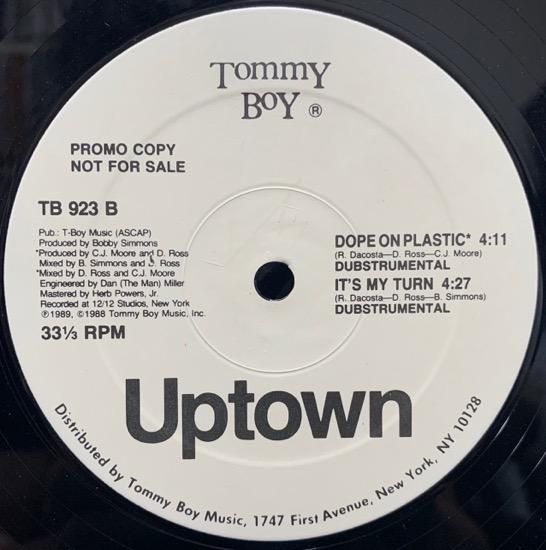 Tommy
Boy ®
PROMO COPY
NOT FOR SALE
TB 923 B
Pub.: T-Boy Music (ASCAP)
Produced by Bobby Simmons
*Produced by C.J. Moore and D. Ross
Mixed by B. Simmons and D. Ross
*Mixed by D. Ross and C.J. Moore
Engineered by Dan (The Man) Miller
Mastered by Herb Powers, Jr.
Recorded at 12/12 Studios, New York
℗1989, ©1988 Tommy Boy Music, Inc.
33⅓ RPM
DOPE ON PLASTIC* 4:11
(R. Dacosta—D. Ross—C.J. Moore)
DUBSTRUMENTAL
IT'S MY TURN 4:27
(R. Dacosta—D. Ross—B. Simmons)
DUBSTRUMENTAL
Uptown
Distributed by Tommy Boy Music, 1747 First Avenue, New York, NY 10128